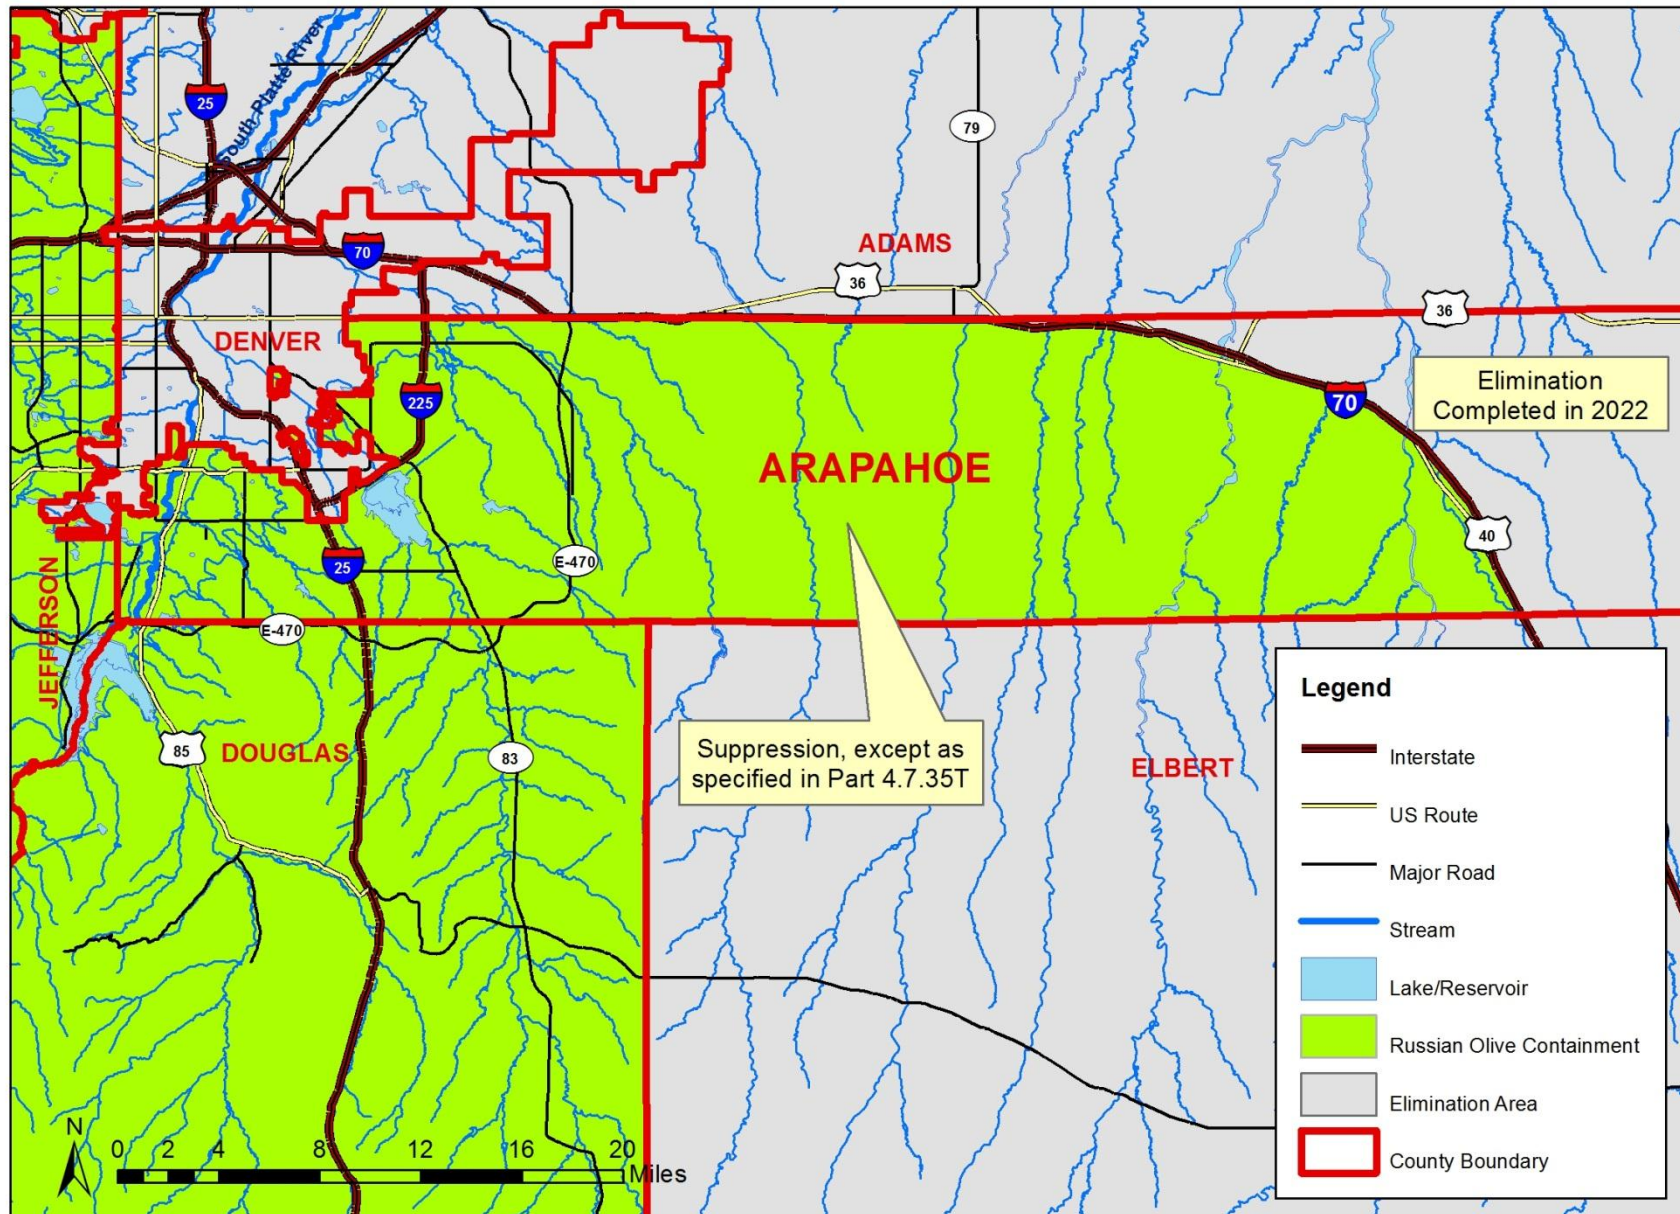 25
South Platte River
79
ADAMS
70
36
36
DENVER
225
70
Elimination
Completed in 2022
ARAPAHOE
40
E-470
25
JEFFERSON
E-470
85
DOUGLAS
83
Suppression, except as
specified in Part 4.7.35T
ELBERT
Legend
Interstate
US Route
Major Road
Stream
Lake/Reservoir
Russian Olive Containment
Elimination Area
County Boundary
N
0 2 4 8 12 16 20
Miles